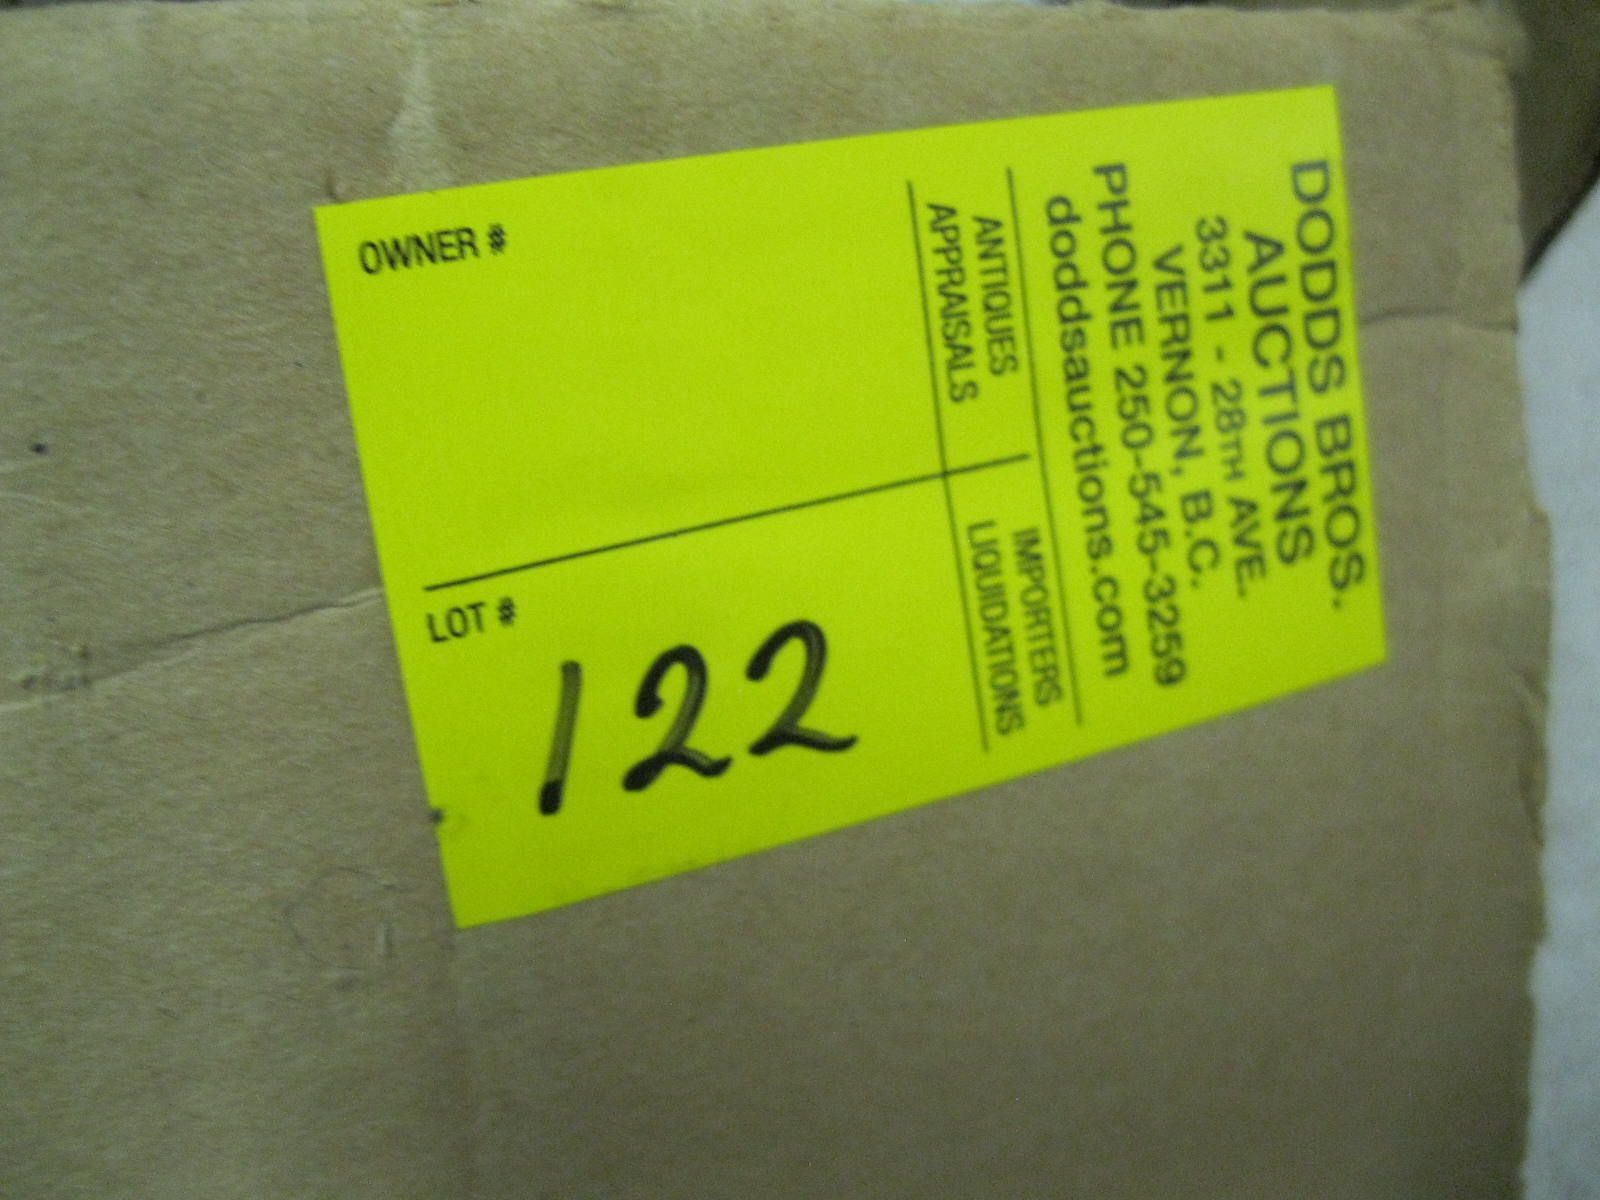 DODDS BROS.
AUCTIONS
3311 - 28TH AVE.
VERNON, B.C.
PHONE 250-545-3259
doddsauctions.com
ANTIQUES
APPRAISALS
IMPORTERS
LIQUIDATIONS
OWNER #
LOT #
122